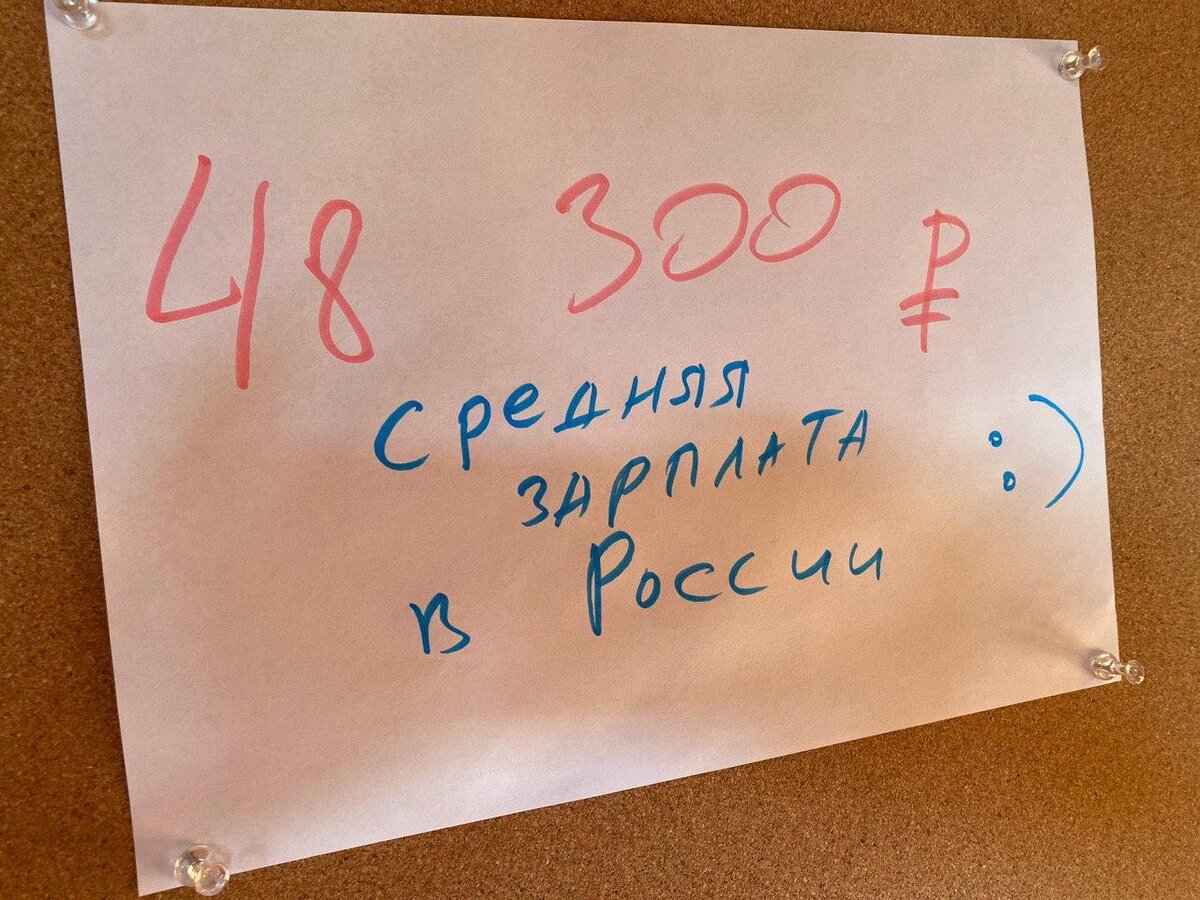 48 300 ₽
средняя
зарплата :)
в России